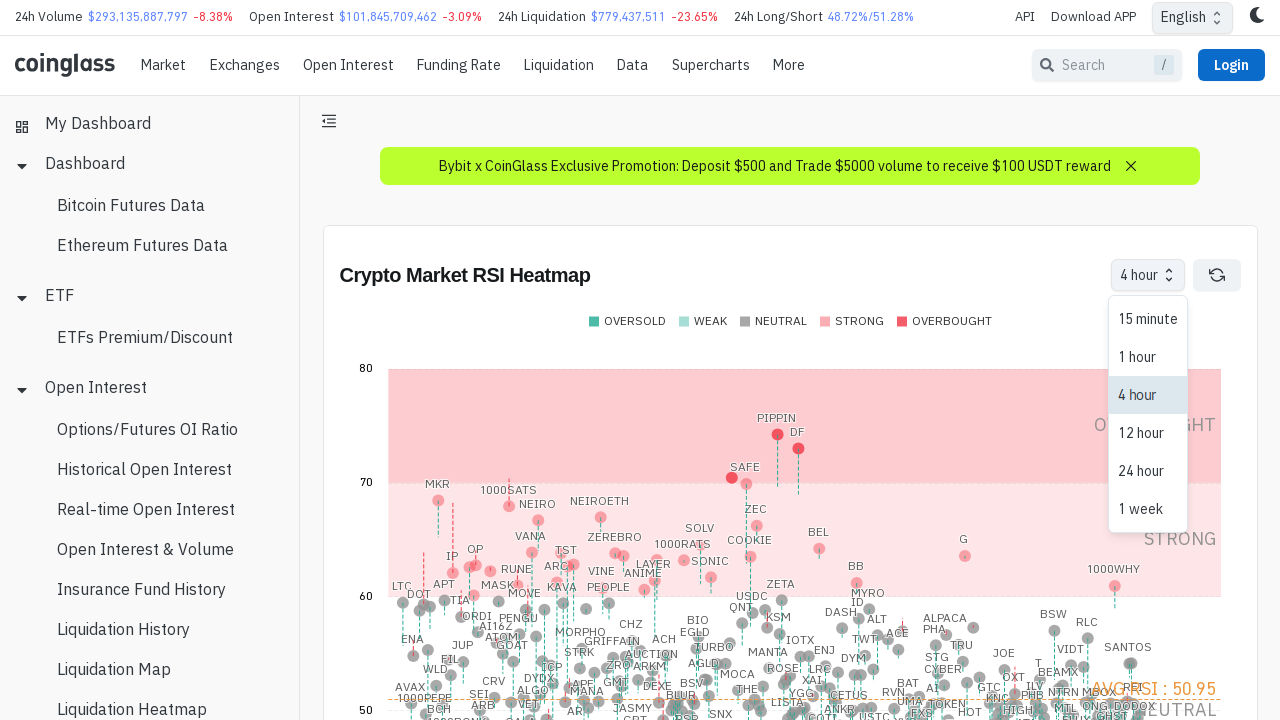 24h Volume $293,135,887,797 -8.38% Open Interest $101,845,709,462 -3.09% 24h Liquidation $779,437,511 -23.65% 24h Long/Short 48.72%/51.28% API Download APP English
coinglass Market Exchanges Open Interest Funding Rate Liquidation Data Supercharts More Search / Login
My Dashboard
Dashboard
Bitcoin Futures Data
Ethereum Futures Data
ETF
ETFs Premium/Discount
Open Interest
Options/Futures OI Ratio
Historical Open Interest
Real-time Open Interest
Open Interest & Volume
Insurance Fund History
Liquidation History
Liquidation Map
Liquidation Heatmap
Bybit x CoinGlass Exclusive Promotion: Deposit $500 and Trade $5000 volume to receive $100 USDT reward
Crypto Market RSI Heatmap
4 hour
15 minute
1 hour
4 hour
12 hour
24 hour
1 week
OVERSOLD WEAK NEUTRAL STRONG OVERBOUGHT
80
PIPPIN
DF
SAFE
70
MKR
1000SATS
NEIRO
NEIROETH
ZEC
SOLV
VANA
ZEREBRO
COOKIE
BEL
G
STRONG
1000RATS
IP
OP
TST
LAYER
SONIC
RUNE
ARC
VINE
ANIME
BB
1000WHY
LTC
APT
MASK
KAVA
PEOPLE
ZETA
MYRO
60
DOT
TIA
MOVE
USDC
ID
QNT
ORDI
PENGU
KSM
DASH
ALT
ALPACA
BSW
RLC
AI16Z
CHZ
BIO
PHA
ENA
ATOM
MORPHO
EGLD
ACH
IOTX
TWT
ACE
JUP
GOAT
GRIFFAIN
TURBO
ENJ
TRU
JOE
VIDT
SANTOS
FIL
STRK
AUCTION
MANTA
DYM
STG
WLD
TCP
ZRO
ARKM
AGLD
ROSE
LRC
CYBER
T
BEAMX
CRV
DYDX
APE
GMT
DEXE
BSV
MOCA
XAI
BAT
OXT
AVAX
SEI
ALGO
MANA
BLUR
THE
YGG
CETUS
RVN
AI
GTC
ILV
NTRN
AVG RSI : 50.95
1000PEPE
ARB
VET
JASMY
LISTA
UMA
TOKEN
KNC
PHB
50
BCH
SNX
ANKR
HDT
HIGH
MTL
ONG
DODOX
NEUTRAL